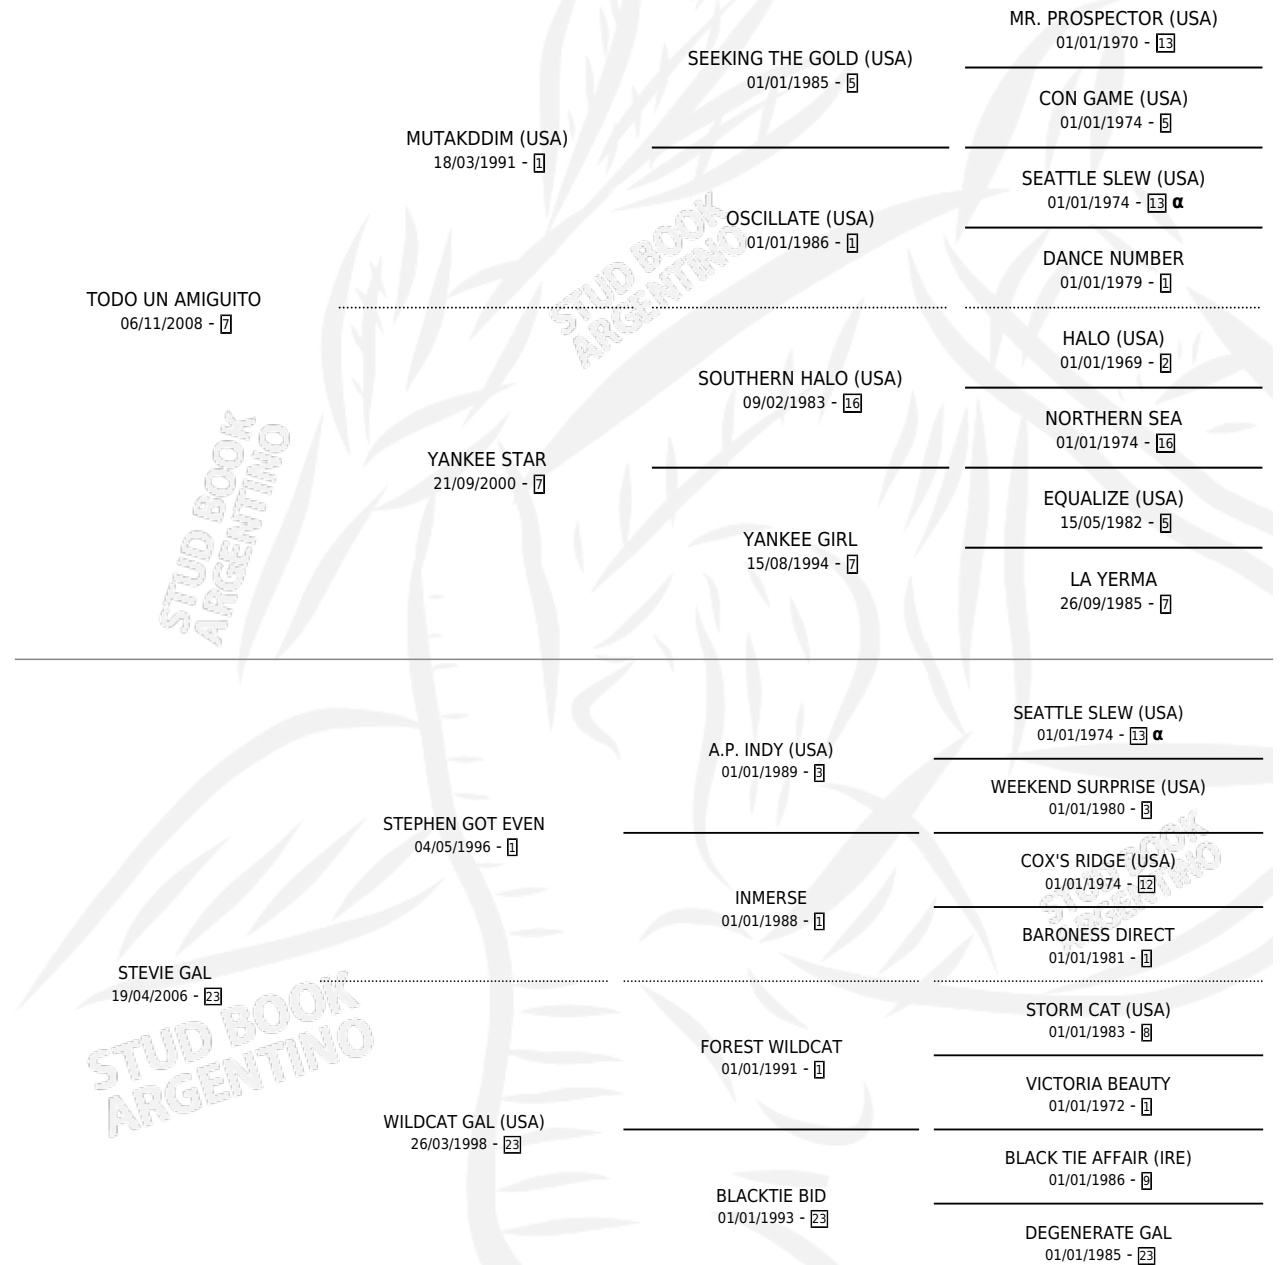 MR. PROSPECTOR (USA)
01/01/1970 - 13
SEEKING THE GOLD (USA)
01/01/1985 - 5
CON GAME (USA)
01/01/1974 - 5
MUTAKDDIM (USA)
18/03/1991 - 1
SEATTLE SLEW (USA)
01/01/1974 - 13 α
OSCILLATE (USA)
01/01/1986 - 1
DANCE NUMBER
01/01/1979 - 1
TODO UN AMIGUITO
06/11/2008 - 7
HALO (USA)
01/01/1969 - 2
SOUTHERN HALO (USA)
09/02/1983 - 16
NORTHERN SEA
01/01/1974 - 16
YANKEE STAR
21/09/2000 - 7
EQUALIZE (USA)
15/05/1982 - 5
YANKEE GIRL
15/08/1994 - 7
LA YERMA
26/09/1985 - 7
SEATTLE SLEW (USA)
01/01/1974 - 13 α
A.P. INDY (USA)
01/01/1989 - 3
WEEKEND SURPRISE (USA)
01/01/1980 - 3
STEPHEN GOT EVEN
04/05/1996 - 1
COX'S RIDGE (USA)
01/01/1974 - 12
INMERSE
01/01/1988 - 1
BARONESS DIRECT
01/01/1981 - 1
STEVIE GAL
19/04/2006 - 23
STORM CAT (USA)
01/01/1983 - 8
FOREST WILDCAT
01/01/1991 - 1
VICTORIA BEAUTY
01/01/1972 - 1
WILDCAT GAL (USA)
26/03/1998 - 23
BLACK TIE AFFAIR (IRE)
01/01/1986 - 9
BLACKTIE BID
01/01/1993 - 23
DEGENERATE GAL
01/01/1985 - 23
STUD BOOK
ARGENTINO
STUD BOOK
ARGENTINO
STUD BOOK
ARGENTINO
STUD BOOK
ARGENTINO